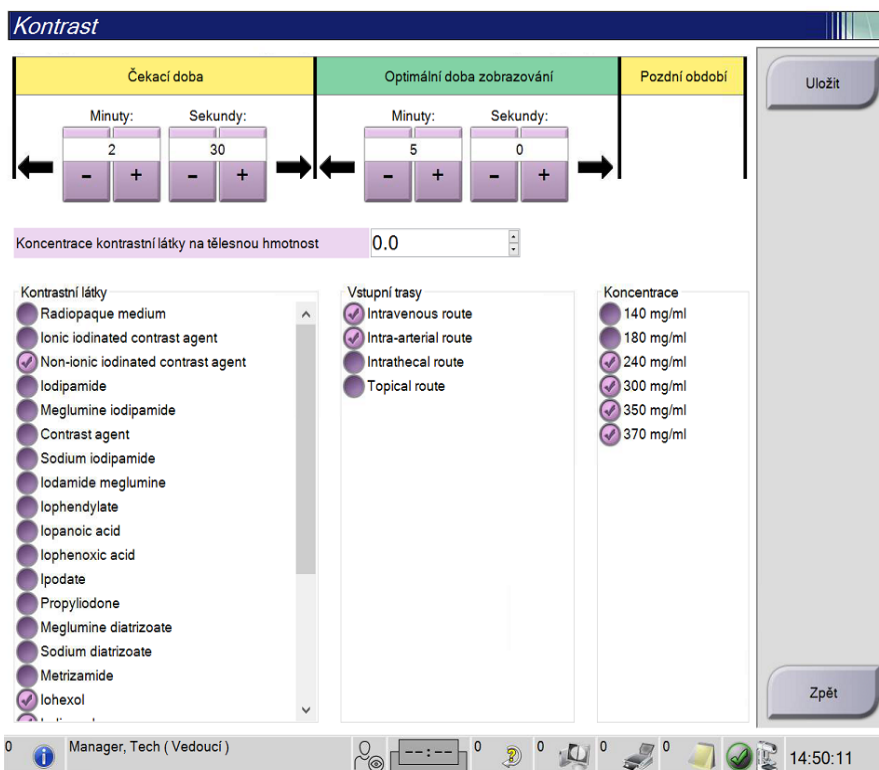 Kontrast
Čekací doba
Optimální doba zobrazování
Pozdní období
Uložit
Minuty: Sekundy:
Minuty: Sekundy:
2 30
5 0
- + - +
- + - +
Koncentrace kontrastní látky na tělesnou hmotnost 0.0
Kontrastní látky
Radiopaque medium
Ionic iodinated contrast agent
Non-ionic iodinated contrast agent
Iodipamide
Meglumine iodipamide
Contrast agent
Sodium iodipamide
Iodamide meglumine
Iophendylate
Iopanoic acid
Iophenoxic acid
Ipodate
Propyliodone
Meglumine diatrizoate
Sodium diatrizoate
Metrizamide
Iohexol
Vstupní trasy
Intravenous route
Intra-arterial route
Intrathecal route
Topical route
Koncentrace
140 mg/ml
180 mg/ml
240 mg/ml
300 mg/ml
350 mg/ml
370 mg/ml
Zpět
0 Manager, Tech ( Vedoucí ) --:-- 0 0 0 0 14:50:11